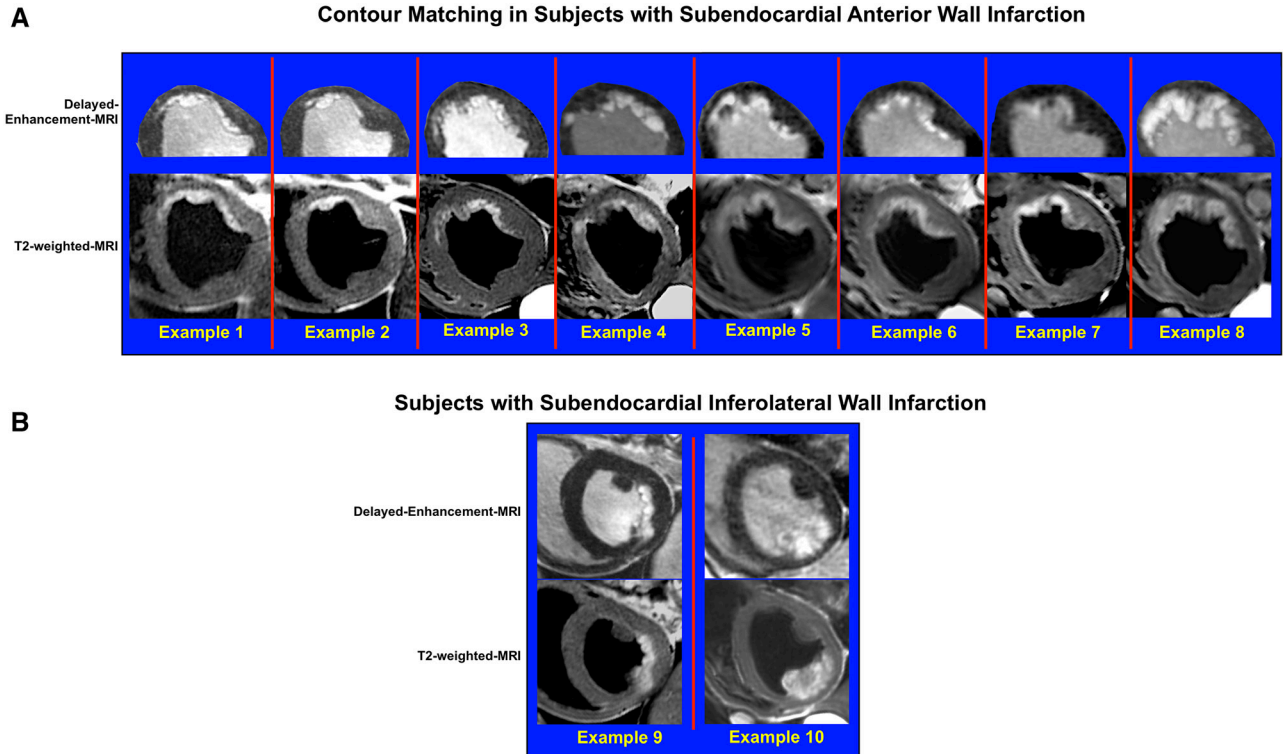 A
Contour Matching in Subjects with Subendocardial Anterior Wall Infarction
Delayed-
Enhancement-MRI
T2-weighted-MRI
Example 1
Example 2
Example 3
Example 4
Example 5
Example 6
Example 7
Example 8
B
Subjects with Subendocardial Inferolateral Wall Infarction
Delayed-Enhancement-MRI
T2-weighted-MRI
Example 9
Example 10